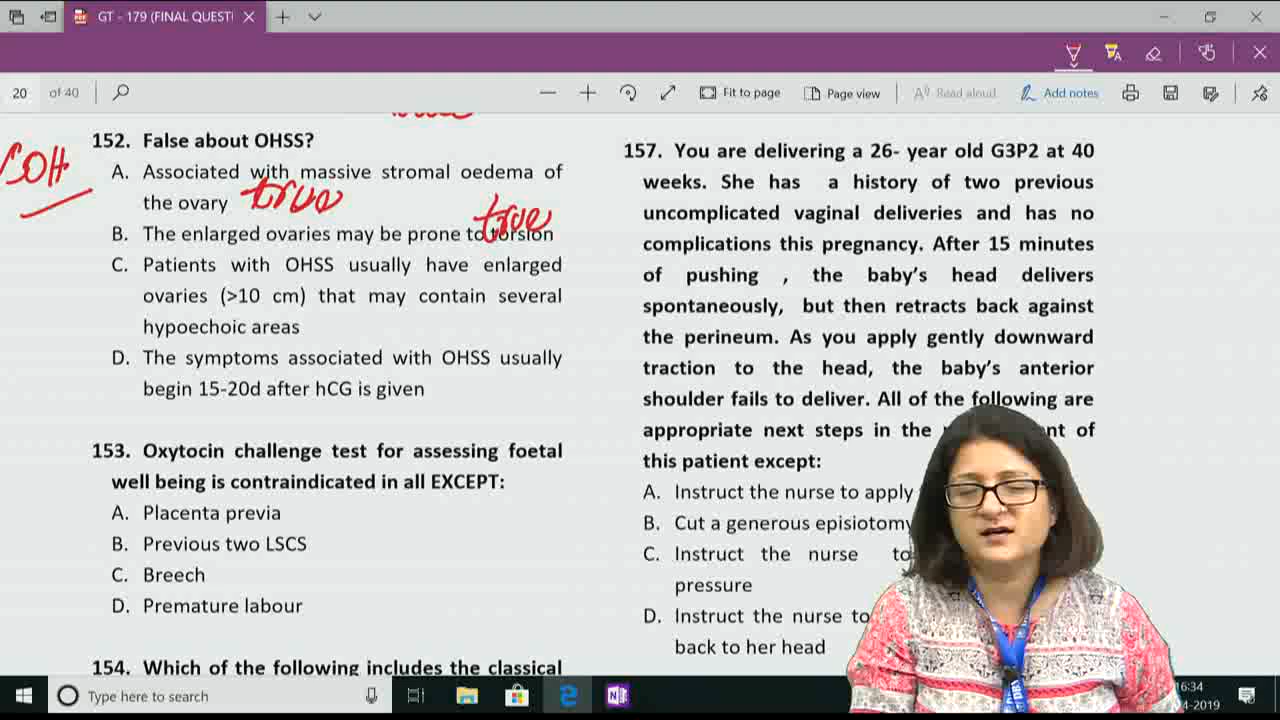 GT - 179 (FINAL QUESTI
20 of 40
Fit to page
Page view
Read aloud
Add notes
SOH
152. False about OHSS?
A. Associated with massive stromal oedema of
the ovary true
true
B. The enlarged ovaries may be prone to torsion
C. Patients with OHSS usually have enlarged
ovaries (>10 cm) that may contain several
hypoechoic areas
D. The symptoms associated with OHSS usually
begin 15-20d after hCG is given
153. Oxytocin challenge test for assessing foetal
well being is contraindicated in all EXCEPT:
A. Placenta previa
B. Previous two LSCS
C. Breech
D. Premature labour
154. Which of the following includes the classical
157. You are delivering a 26- year old G3P2 at 40
weeks. She has a history of two previous
uncomplicated vaginal deliveries and has no
complications this pregnancy. After 15 minutes
of pushing , the baby's head delivers
spontaneously, but then retracts back against
the perineum. As you apply gently downward
traction to the head, the baby's anterior
shoulder fails to deliver. All of the following are
appropriate next steps in the of
this patient except:
A. Instruct the nurse to apply
B. Cut a generous episiotomy
C. Instruct the nurse to
pressure
D. Instruct the nurse to
back to her head
Type here to search
16:34
-2019